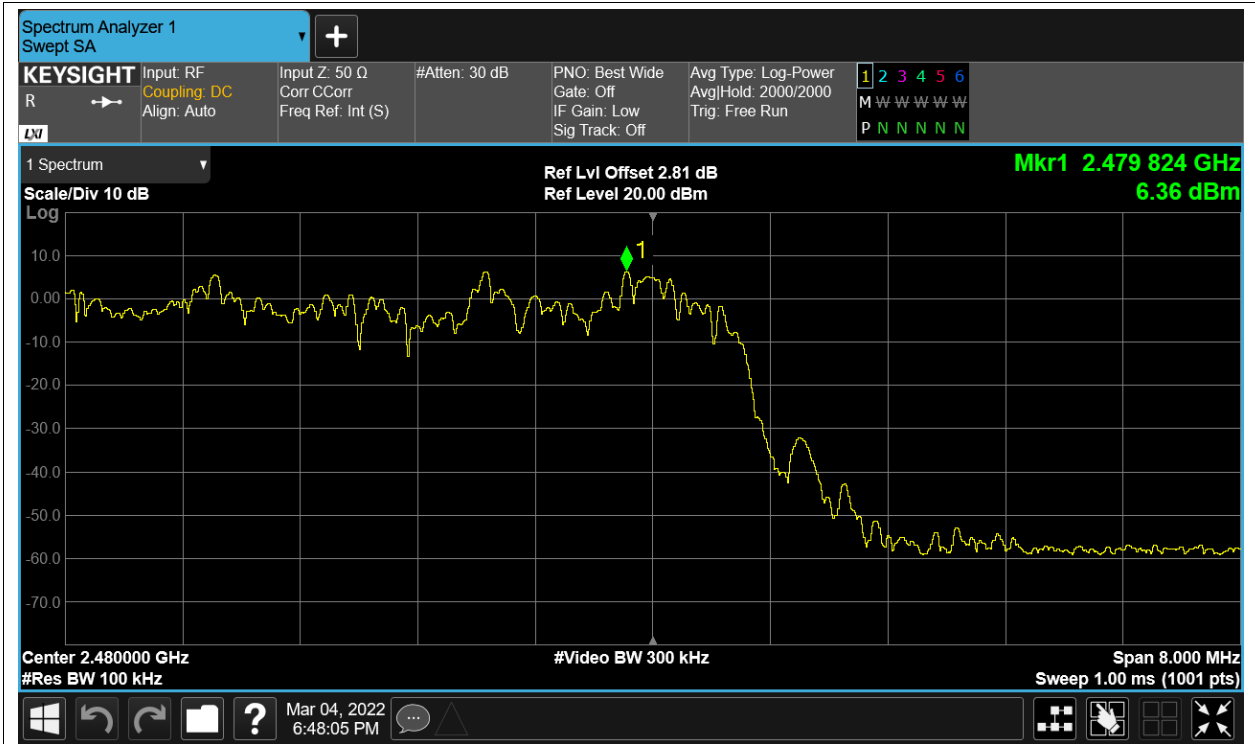 Spectrum Analyzer 1
Swept SA
+
KEYSIGHT
R
LXI
Input: RF
Coupling: DC
Align: Auto
Input Z: 50 Ω
Corr CCorr
Freq Ref: Int (S)
#Atten: 30 dB
PNO: Best Wide
Gate: Off
IF Gain: Low
Sig Track: Off
Avg Type: Log-Power
Avg|Hold: 2000/2000
Trig: Free Run
1 2 3 4 5 6
M W W W W W
P N N N N N
1 Spectrum
Scale/Div 10 dB
Log
Ref Lvl Offset 2.81 dB
Ref Level 20.00 dBm
Mkr1 2.479 824 GHz
6.36 dBm
1
10.0
0.00
-10.0
-20.0
-30.0
-40.0
-50.0
-60.0
-70.0
Center 2.480000 GHz
#Res BW 100 kHz
#Video BW 300 kHz
Span 8.000 MHz
Sweep 1.00 ms (1001 pts)
?
Mar 04, 2022
6:48:05 PM